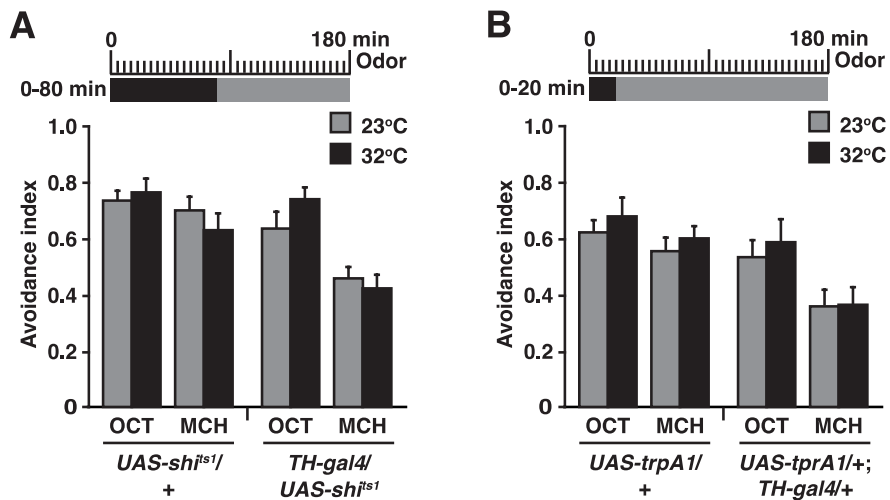 A
0 180 min
Odor
0-80 min
23°C
32°C
1.0
0.8
0.6
0.4
0.2
0
Avoidance index
OCT MCH OCT MCH
UAS-shi^ts1/ TH-gal4/
+ UAS-shi^ts1
B
0 180 min
Odor
0-20 min
23°C
32°C
1.0
0.8
0.6
0.4
0.2
0
Avoidance index
OCT MCH OCT MCH
UAS-trpA1/ UAS-tprA1/+;
+ TH-gal4/+